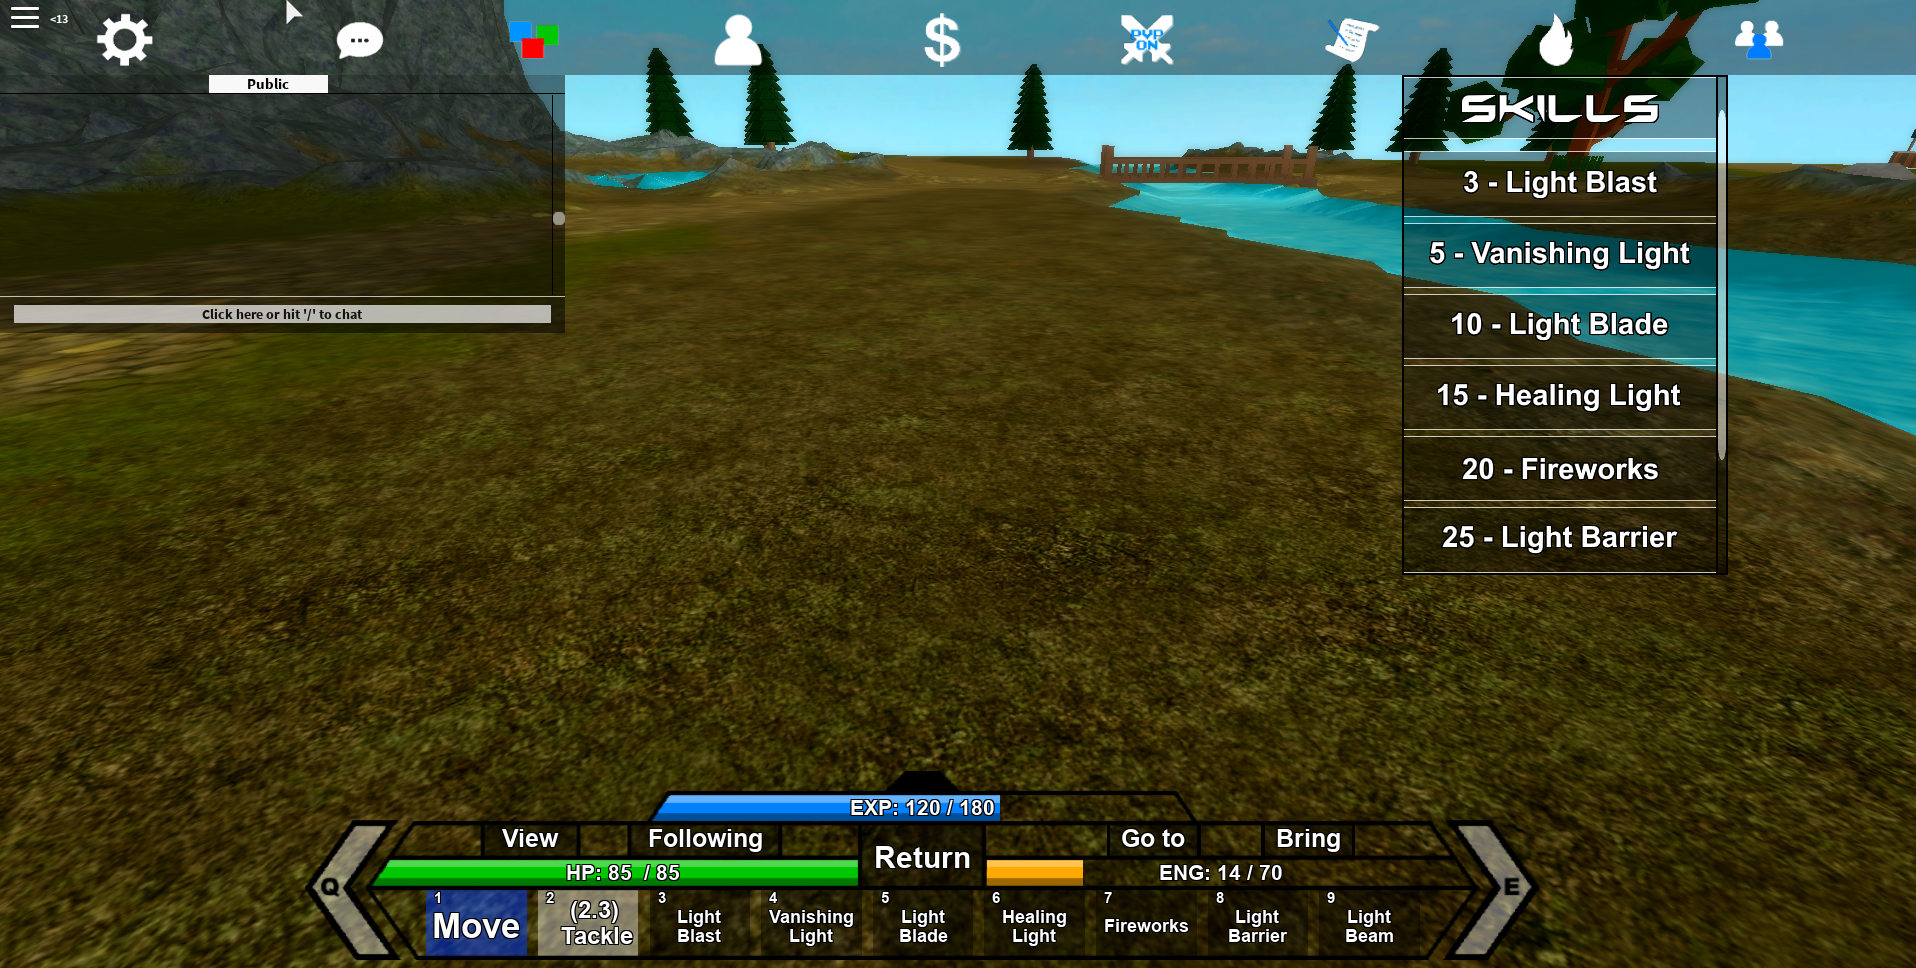 <13
PVP
ON
Public
Click here or hit '/' to chat
SKILLS
3 - Light Blast
5 - Vanishing Light
10 - Light Blade
15 - Healing Light
20 - Fireworks
25 - Light Barrier
EXP: 120 / 180
View
Following
Return
Go to
Bring
HP: 85 / 85
ENG: 14 / 70
Q
E
1
Move
2
(2.3)
Tackle
3
Light
Blast
4
Vanishing
Light
5
Light
Blade
6
Healing
Light
7
Fireworks
8
Light
Barrier
9
Light
Beam